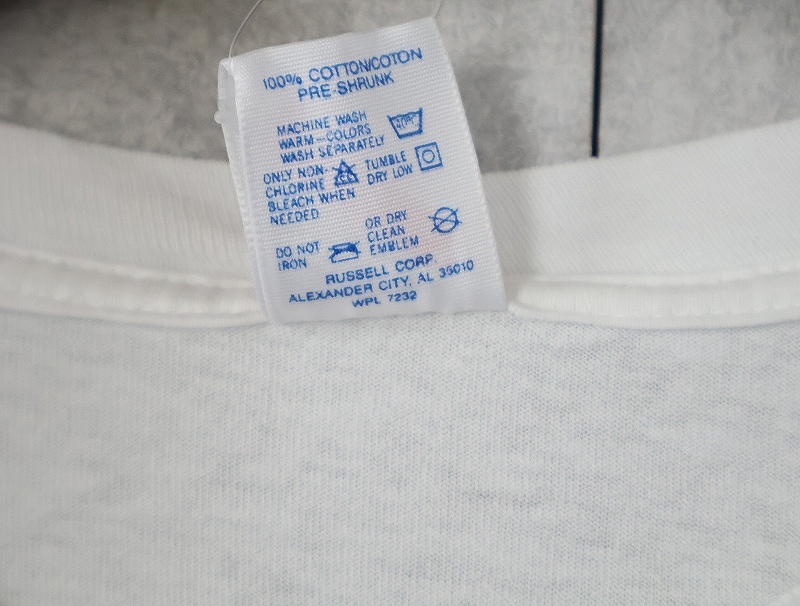 100% COTTON/COTON
PRE-SHRUNK
MACHINE WASH
WARM-COLORS
WASH SEPARATELY
ONLY NON-
CHLORINE
BLEACH WHEN
NEEDED
TUMBLE
DRY LOW
DO NOT
IRON
OR DRY
CLEAN
EMBLEM
RUSSELL CORP.
ALEXANDER CITY, AL 35010
WPL 7232